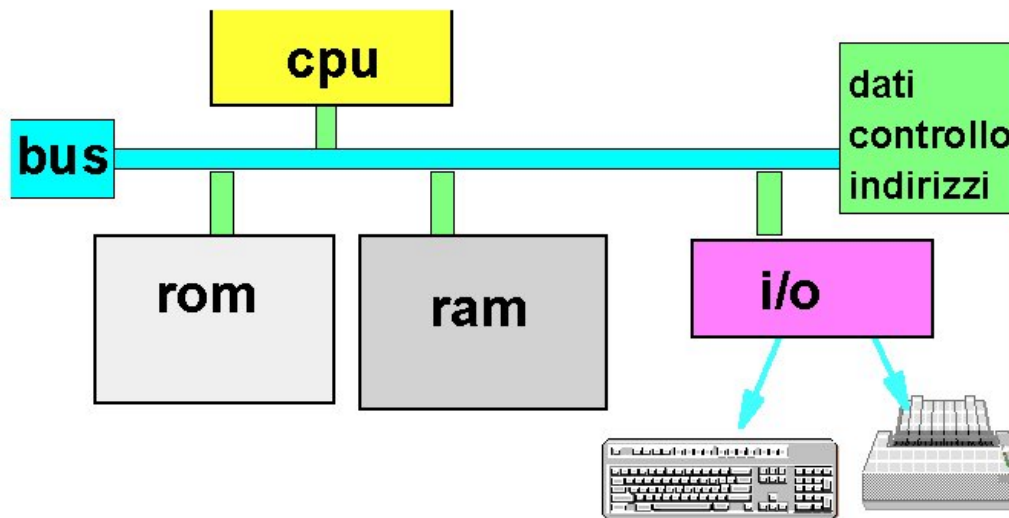 cpu
bus
dati
controllo
indirizzi
rom
ram
i/o